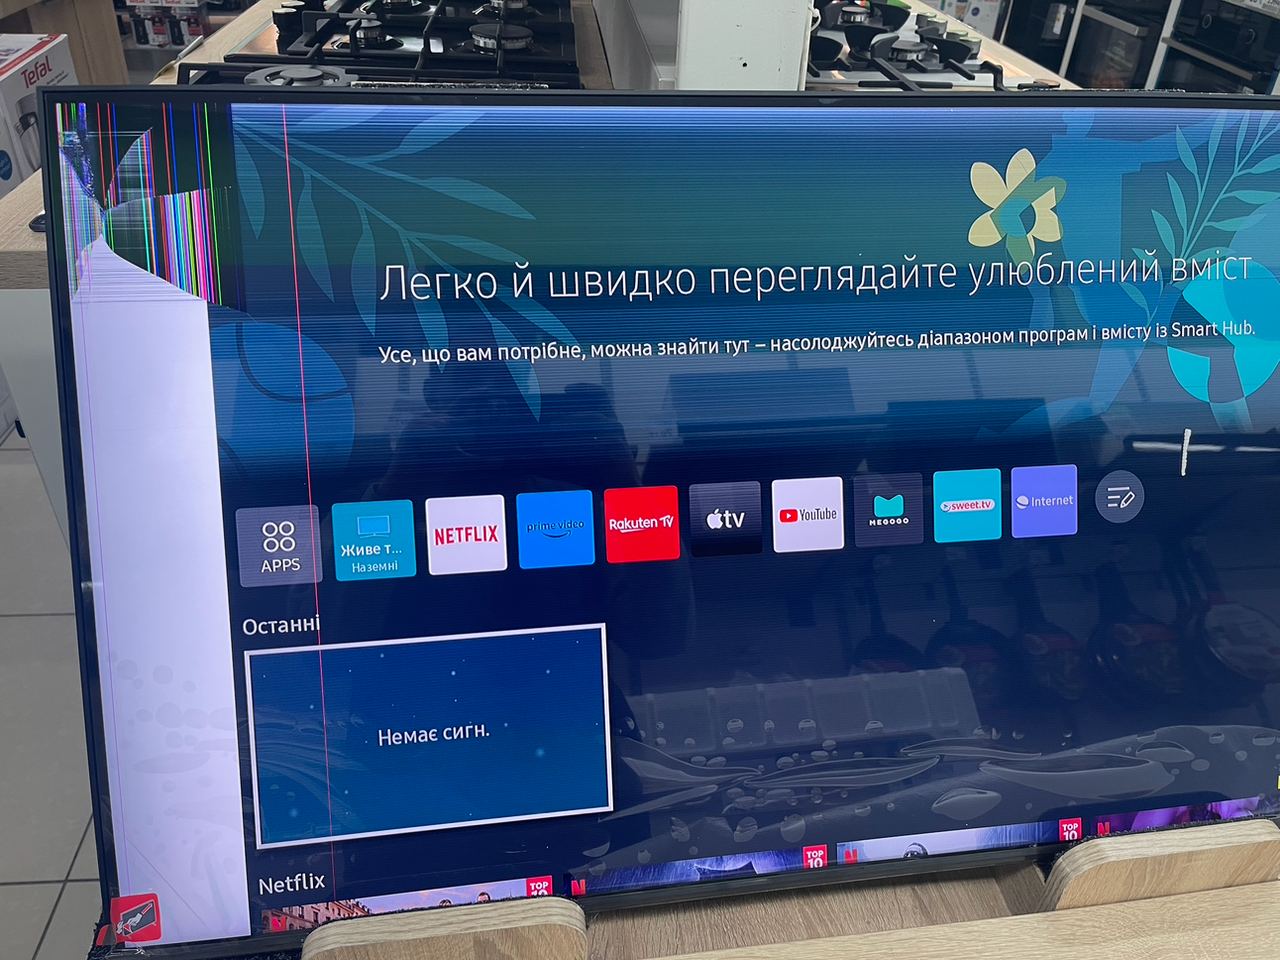 Tefal
Легко й швидко переглядайте улюблений вміст
Усе, що вам потрібне, можна знайти тут – насолоджуйтесь діапазоном програм і вмісту із Smart Hub.
APPS
Живе т...
Наземні
NETFLIX
prime video
Rakuten TV
tv
YouTube
MEGOGO
sweet.tv
Internet
Останні
Немає сигн.
Netflix
TOP 10
N
TOP 10
N
TOP 10
N